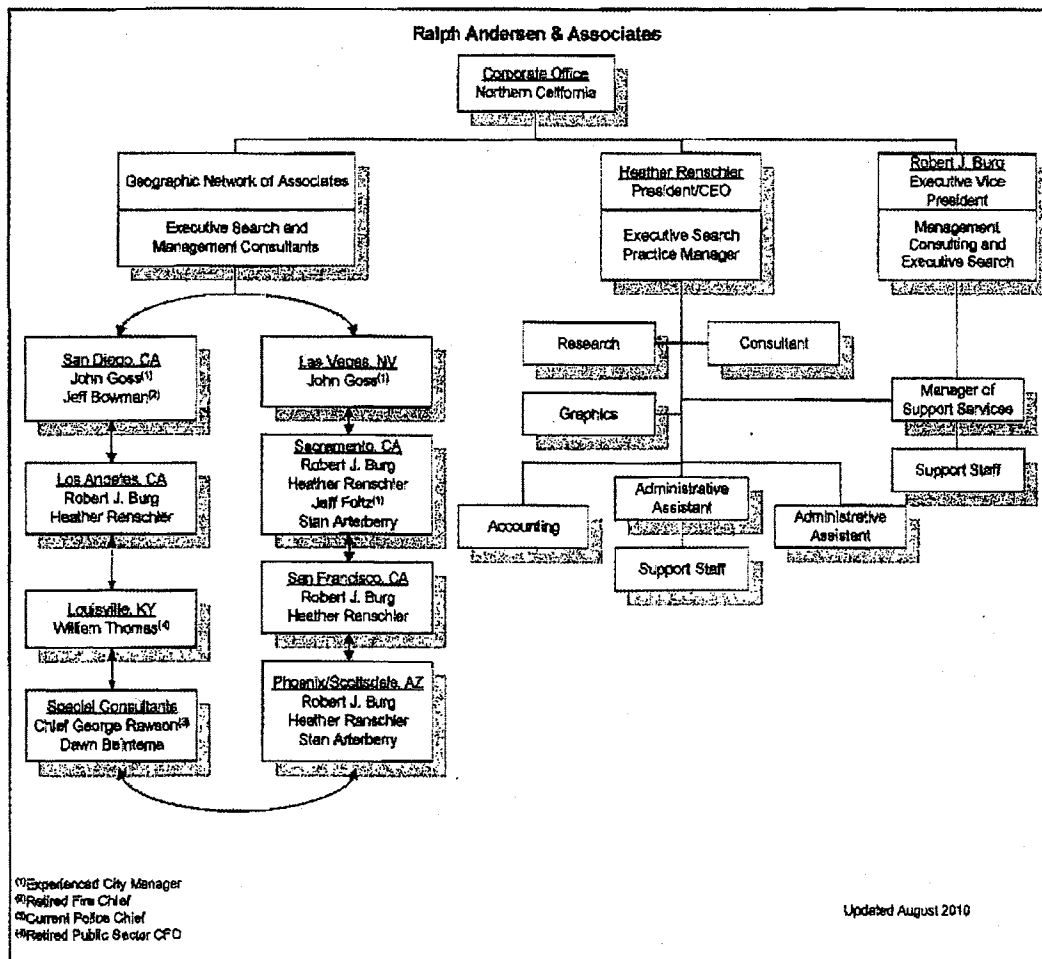 Ralph Andersen & Associates
Corporate Office
Northern California
Geographic Network of Associates
Executive Search and
Management Consultants
Heather Renschler
President/CEO
Executive Search
Practice Manager
Robert J. Burg
Executive Vice
President
Management
Consulting and
Executive Search
San Diego, CA
John Goss(1)
Jeff Bowman(2)
Los Angeles, CA
Robert J. Burg
Heather Renschler
Louisville, KY
William Thomas(4)
Special Consultants
Chief George Rawson(3)
Dawn Beintema
Las Vegas, NV
John Goss(1)
Sacramento, CA
Robert J. Burg
Heather Renschler
Jeff Foltz(1)
Stan Arterberry
San Francisco, CA
Robert J. Burg
Heather Renschler
Phoenix/Scottsdale, AZ
Robert J. Burg
Heather Renschler
Stan Arterberry
Research
Consultant
Graphics
Manager of
Support Services
Support Staff
Accounting
Administrative
Assistant
Support Staff
Administrative
Assistant
(1)Experienced City Manager
(2)Retired Fire Chief
(3)Current Police Chief
(4)Retired Public Sector CFO
Updated August 2010